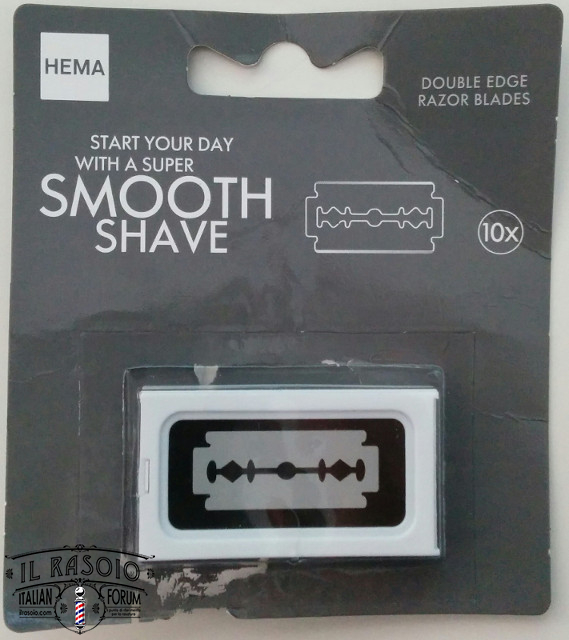 HEMA
DOUBLE EDGE
RAZOR BLADES
START YOUR DAY
WITH A SUPER
SMOOTH
SHAVE
10x
IL RASOIO
ITALIAN FORUM
ilrasoio.com